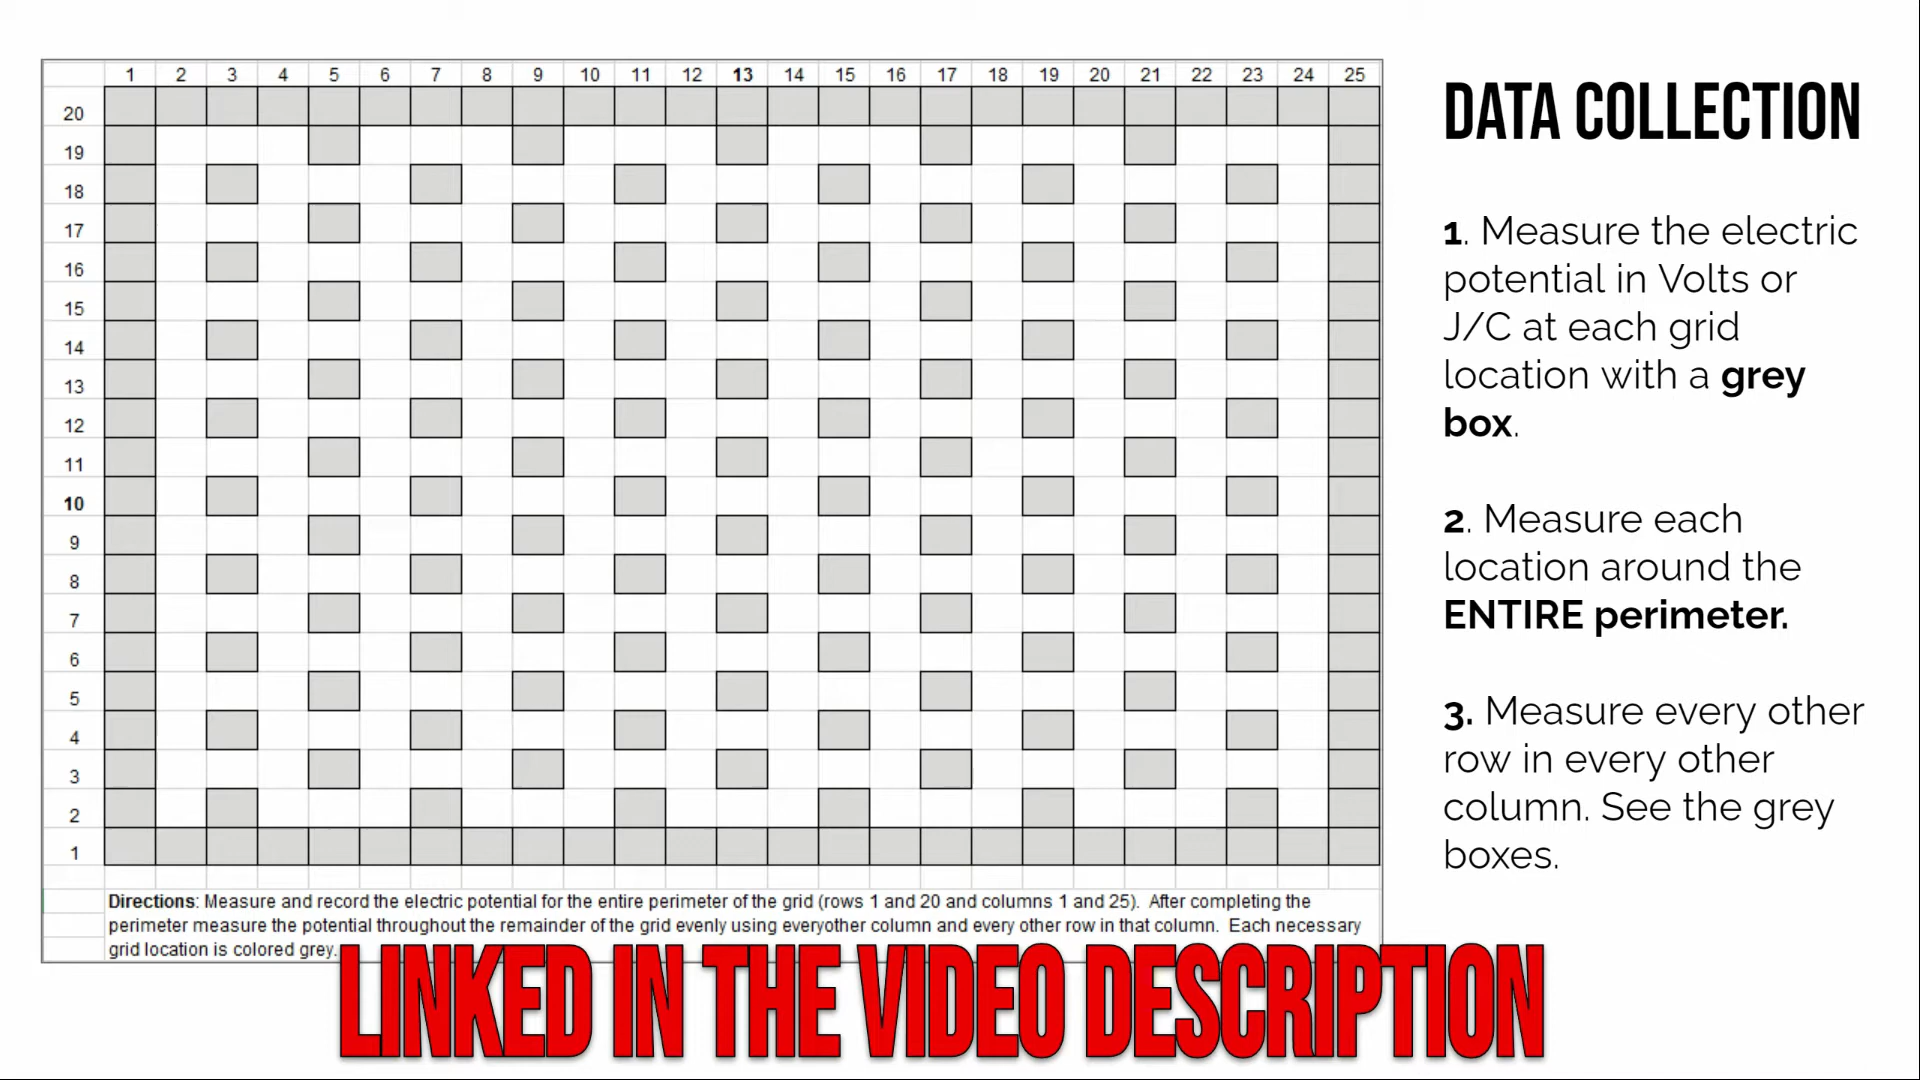 1 2 3 4 5 6 7 8 9 10 11 12 13 14 15 16 17 18 19 20 21 22 23 24 25
20
19
18
17
16
15
14
13
12
11
10
9
8
7
6
5
4
3
2
1
Directions: Measure and record the electric potential for the entire perimeter of the grid (rows 1 and 20 and columns 1 and 25). After completing the
perimeter measure the potential throughout the remainder of the grid evenly using everyother column and every other row in that column. Each necessary
grid location is colored grey.
DATA COLLECTION
1. Measure the electric
potential in Volts or
J/C at each grid
location with a grey
box.
2. Measure each
location around the
ENTIRE perimeter.
3. Measure every other
row in every other
column. See the grey
boxes.
LINKED IN THE VIDEO DESCRIPTION